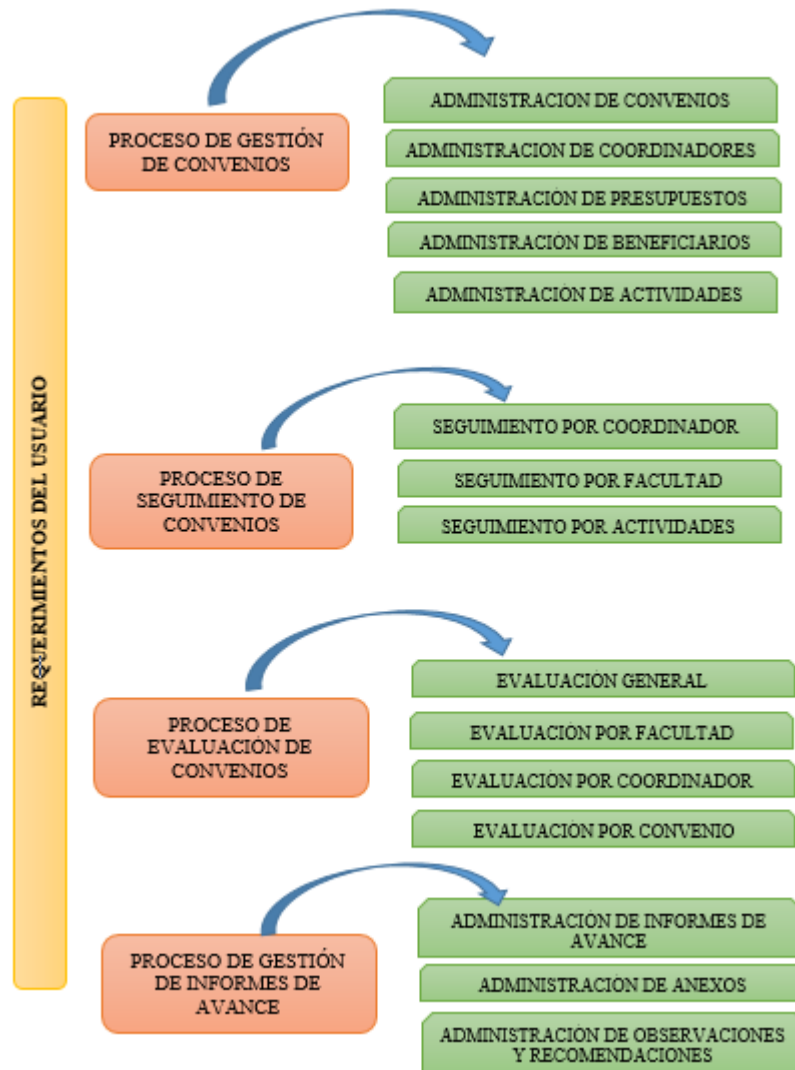 REQUERIMIENTOS DEL USUARIO
PROCESO DE GESTIÓN
DE CONVENIOS
ADMINISTRACION DE CONVENIOS
ADMINISTRACION DE COORDINADORES
ADMINISTRACIÓN DE PRESUPUESTOS
ADMINISTRACIÓN DE BENEFICIARIOS
ADMINISTRACIÓN DE ACTIVIDADES
PROCESO DE
SEGUIMIENTO DE
CONVENIOS
SEGUIMIENTO POR COORDINADOR
SEGUIMIENTO POR FACULTAD
SEGUIMIENTO POR ACTIVIDADES
PROCESO DE
EVALUACIÓN DE
CONVENIOS
EVALUACIÓN GENERAL
EVALUACIÓN POR FACULTAD
EVALUACIÓN POR COORDINADOR
EVALUACIÓN POR CONVENIO
PROCESO DE GESTIÓN
DE INFORMES DE
AVANCE
ADMINISTRACIÓN DE INFORMES DE
AVANCE
ADMINISTRACIÓN DE ANEXOS
ADMINISTRACIÓN DE OBSERVACIONES
Y RECOMENDACIONES